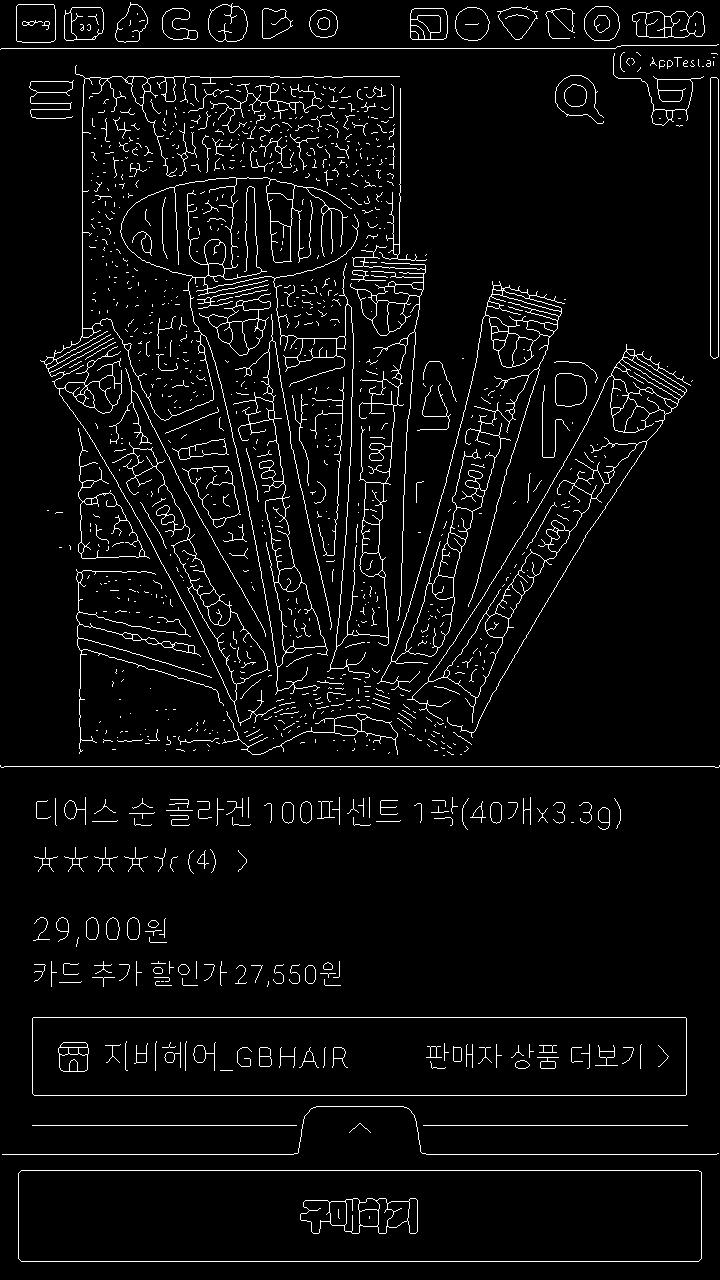 12:24
AppTest.ai
디어스 순 콜라겐 100퍼센트 1곽(40개x3.3g)
(4)
29,000원
카드 추가 할인가 27,550원
지비헤어_GBHAIR 판매자 상품 더보기
구매하기